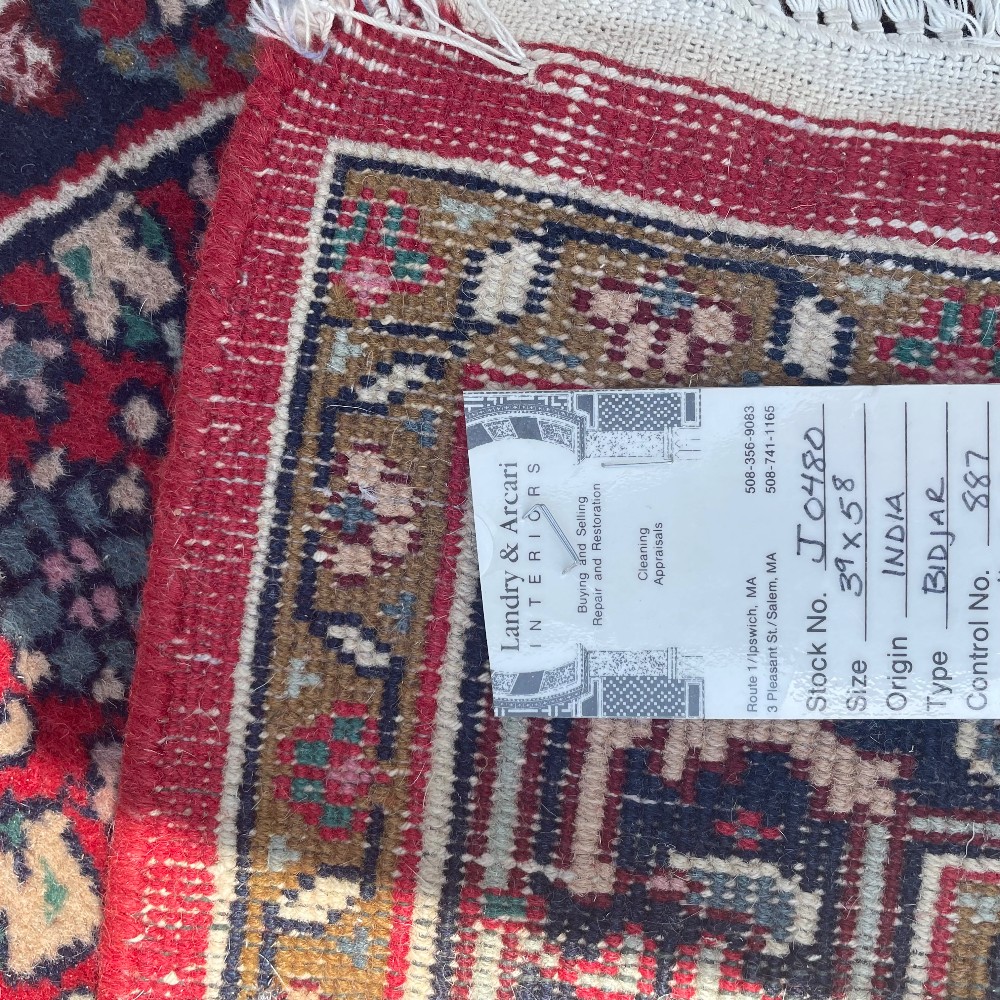 Landry & Arcari
INTERIORS
Buying and Selling
Repair and Restoration
Cleaning
Appraisals
Route 1/Ipswich, MA 508-356-9083
3 Pleasant St./Salem, MA 508-741-1165
Stock No. J0480
Size 39 x 58
Origin INDIA
Type BIDJAR
Control No. 887